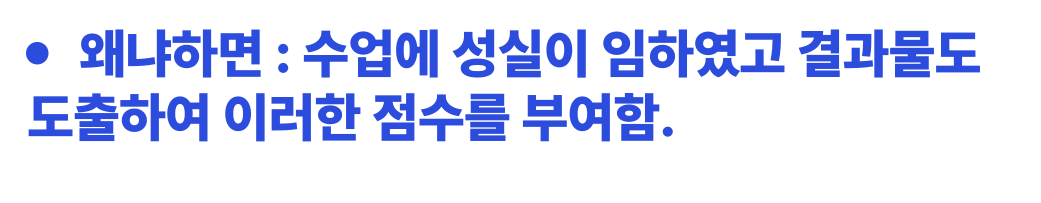 • 왜냐하면 : 수업에 성실이 임하였고 결과물도
도출하여 이러한 점수를 부여함.